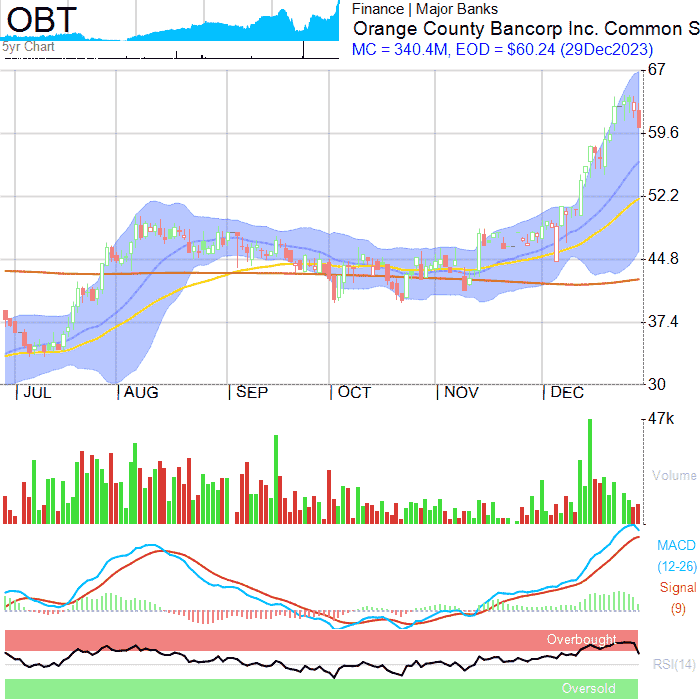 OBT
5yr Chart
Finance | Major Banks
Orange County Bancorp Inc. Common S
MC = 340.4M, EOD = $60.24 (29Dec2023)
67
59.6
52.2
44.8
37.4
30
JUL AUG SEP OCT NOV DEC
47k
Volume
MACD
(12-26)
Signal
(9)
Overbought
RSI(14)
Oversold